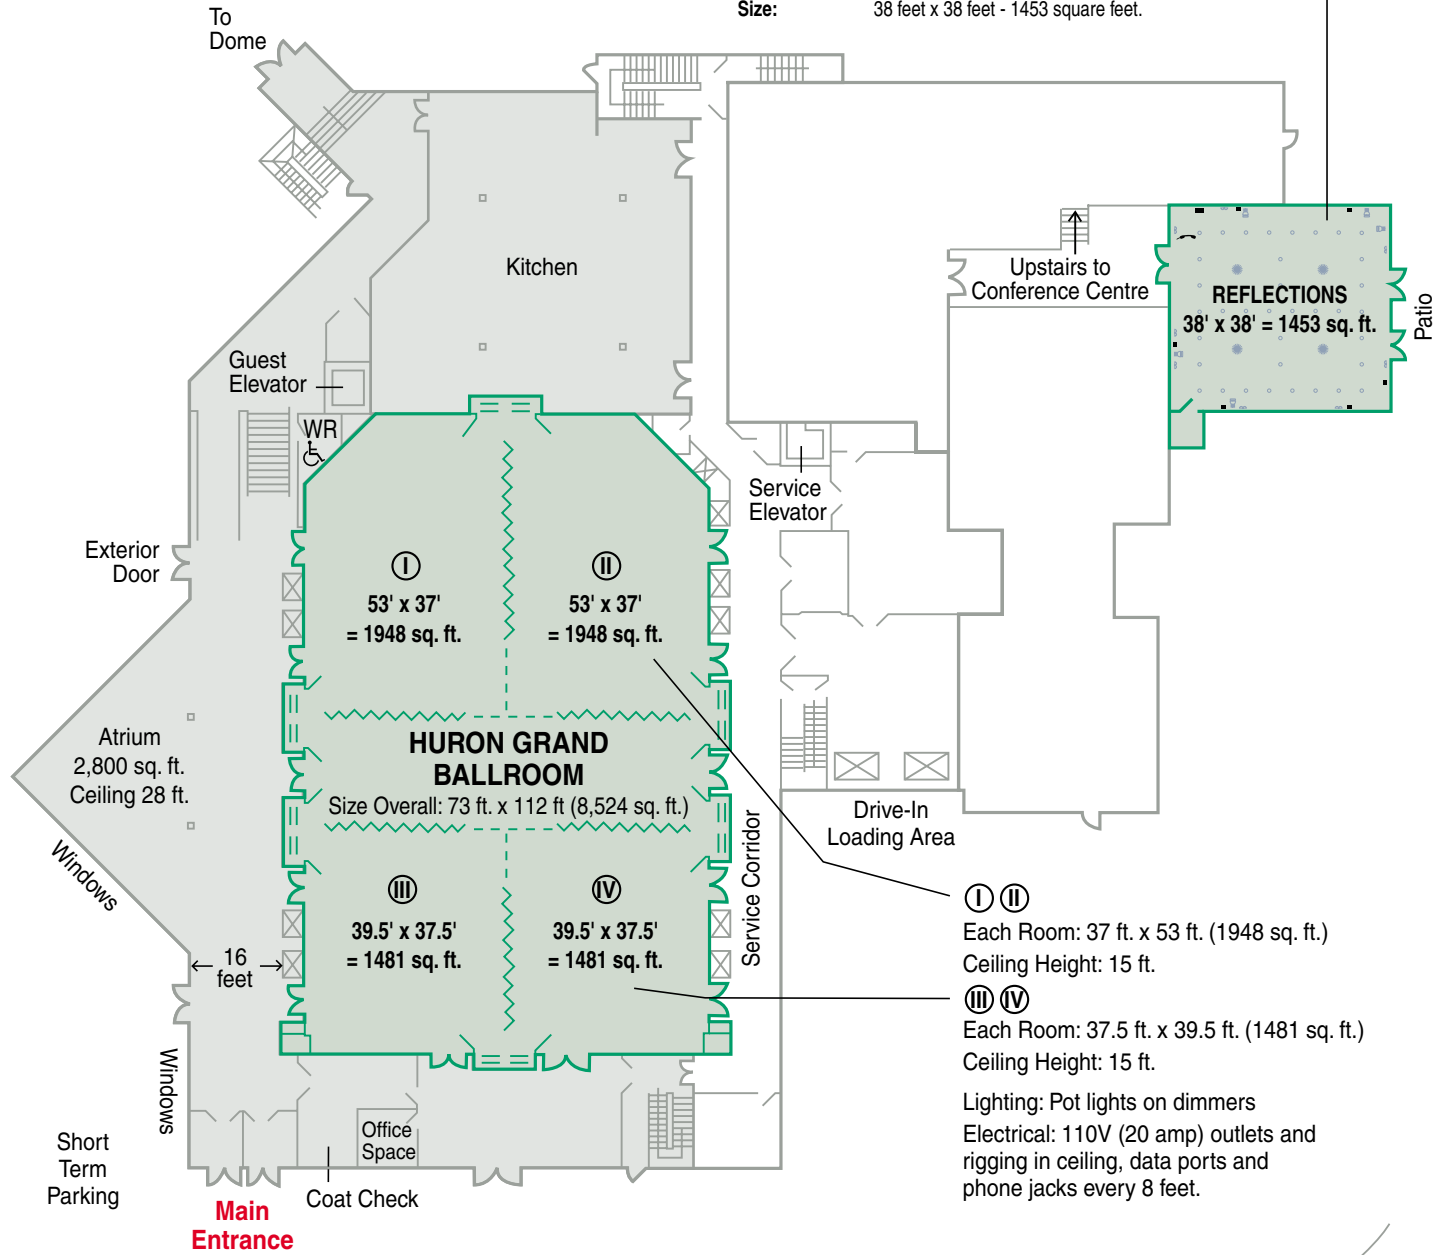 To
Dome
Size: 38 feet x 38 feet - 1453 square feet.
Kitchen
Upstairs to
Conference Centre
REFLECTIONS
38' x 38' = 1453 sq. ft.
Patio
Guest
Elevator
WR
Service
Elevator
Exterior
Door
I
53' x 37'
= 1948 sq. ft.
II
53' x 37'
= 1948 sq. ft.
Atrium
2,800 sq. ft.
Ceiling 28 ft.
HURON GRAND
BALLROOM
Size Overall: 73 ft. x 112 ft (8,524 sq. ft.)
Windows
Service Corridor
Drive-In
Loading Area
III
39.5' x 37.5'
= 1481 sq. ft.
IV
39.5' x 37.5'
= 1481 sq. ft.
16
feet
I II
Each Room: 37 ft. x 53 ft. (1948 sq. ft.)
Ceiling Height: 15 ft.
III IV
Each Room: 37.5 ft. x 39.5 ft. (1481 sq. ft.)
Ceiling Height: 15 ft.
Lighting: Pot lights on dimmers
Electrical: 110V (20 amp) outlets and
rigging in ceiling, data ports and
phone jacks every 8 feet.
Windows
Office
Space
Short
Term
Parking
Coat Check
Main
Entrance